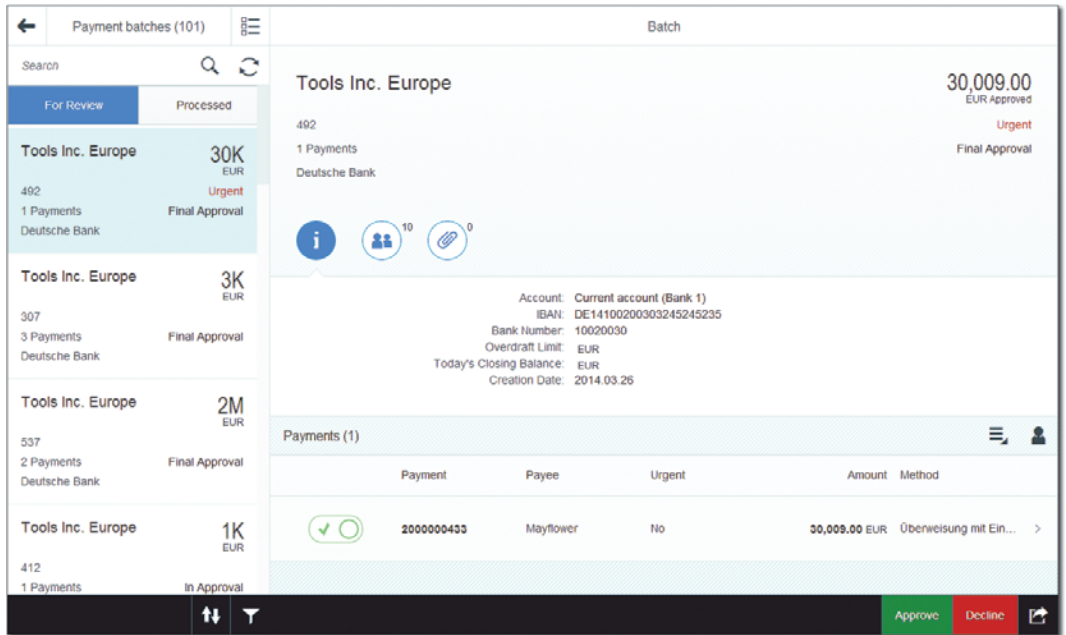 Payment batches (101)
Batch
Search
For Review
Processed
Tools Inc. Europe
30K
EUR
492
Urgent
1 Payments
Final Approval
Deutsche Bank
Tools Inc. Europe
3K
EUR
307
3 Payments
Final Approval
Deutsche Bank
Tools Inc. Europe
2M
EUR
537
2 Payments
Final Approval
Deutsche Bank
Tools Inc. Europe
1K
EUR
412
1 Payments
In Approval
Tools Inc. Europe
30,009.00
EUR Approved
492
Urgent
1 Payments
Final Approval
Deutsche Bank
i
10
0
Account: Current account (Bank 1)
IBAN: DE14100200303245245235
Bank Number: 10020030
Overdraft Limit: EUR
Today's Closing Balance: EUR
Creation Date: 2014.03.26
Payments (1)
Payment Payee Urgent Amount Method
2000000433 Mayflower No 30,009.00 EUR Überweisung mit Ein...
Approve
Decline